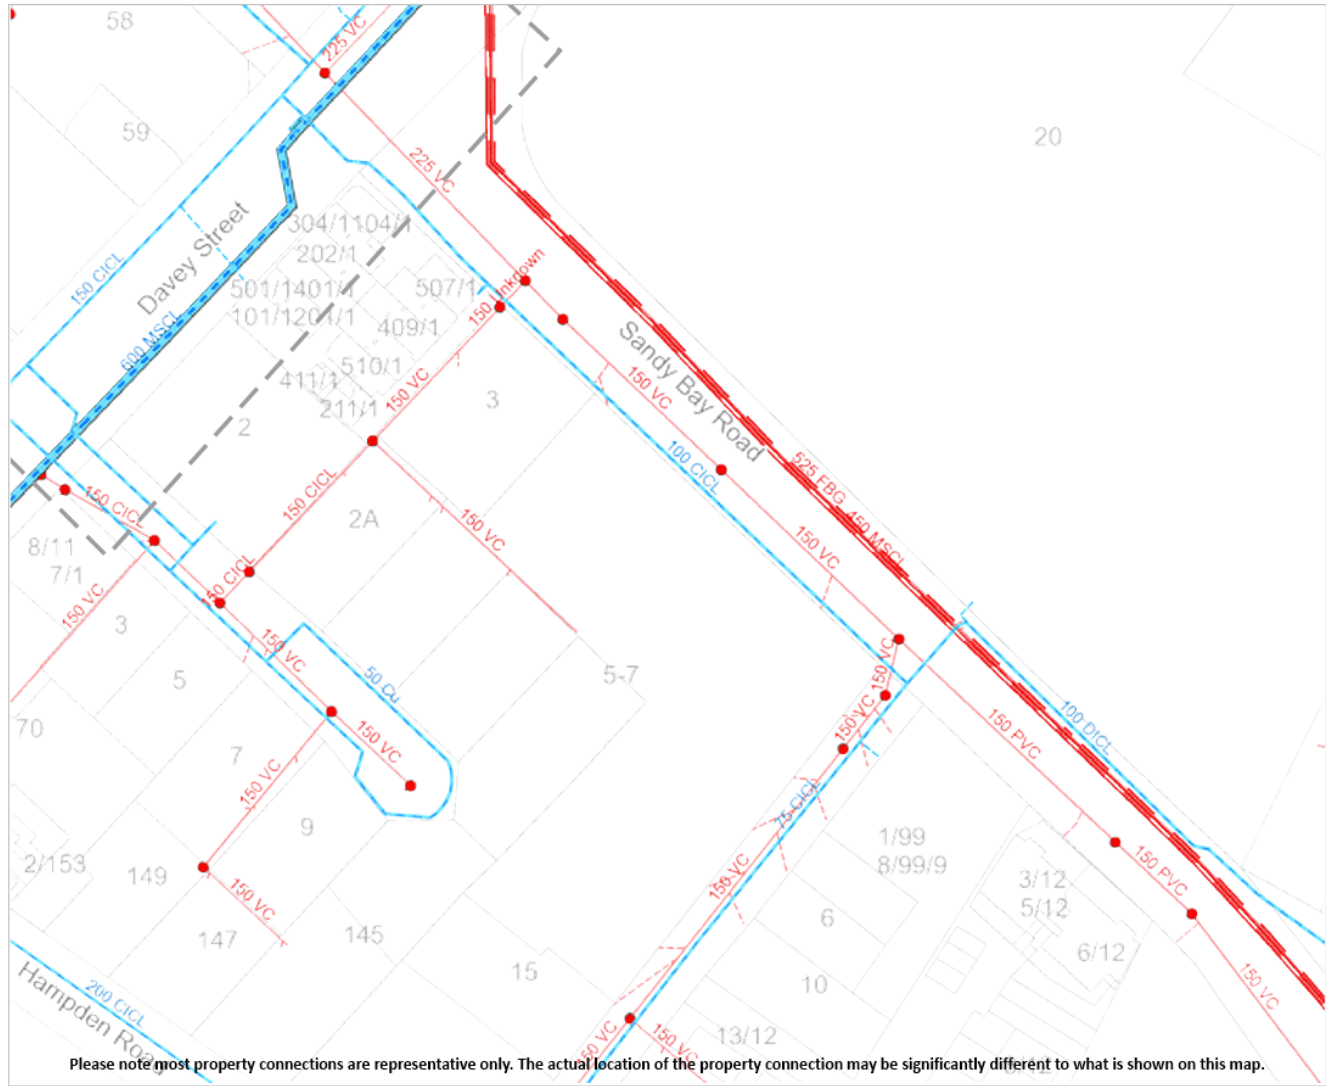 58
225 VC
59
20
225 VC
Davey Street
304/1104/1
202/1
150 CICL
501/1401/1
507/1
150 Unknown
101/1201/1
409/1
600 MSCL
510/1
Sandy Bay Road
411/1
150 VC
150 VC
211/1
3
2
100 CICL
525 FBG
450 MSCL
150 CICL
150 CICL
2A
150 VC
150 VC
8/11
7/1
150 CICL
150 VC
3
150 VC
5
50 Cu
5-7
150 VC
70
150 VC
150 VC
150 PVC
100 DICL
7
150 VC
75 CICL
9
1/99
8/99/9
2/153
149
150 VC
150 VC
3/12
5/12
150 PVC
6
147
145
6/12
15
10
150 VC
Hampden Road
200 CICL
13/12
150 VC
150 VC
Please note most property connections are representative only. The actual location of the property connection may be significantly different to what is shown on this map.